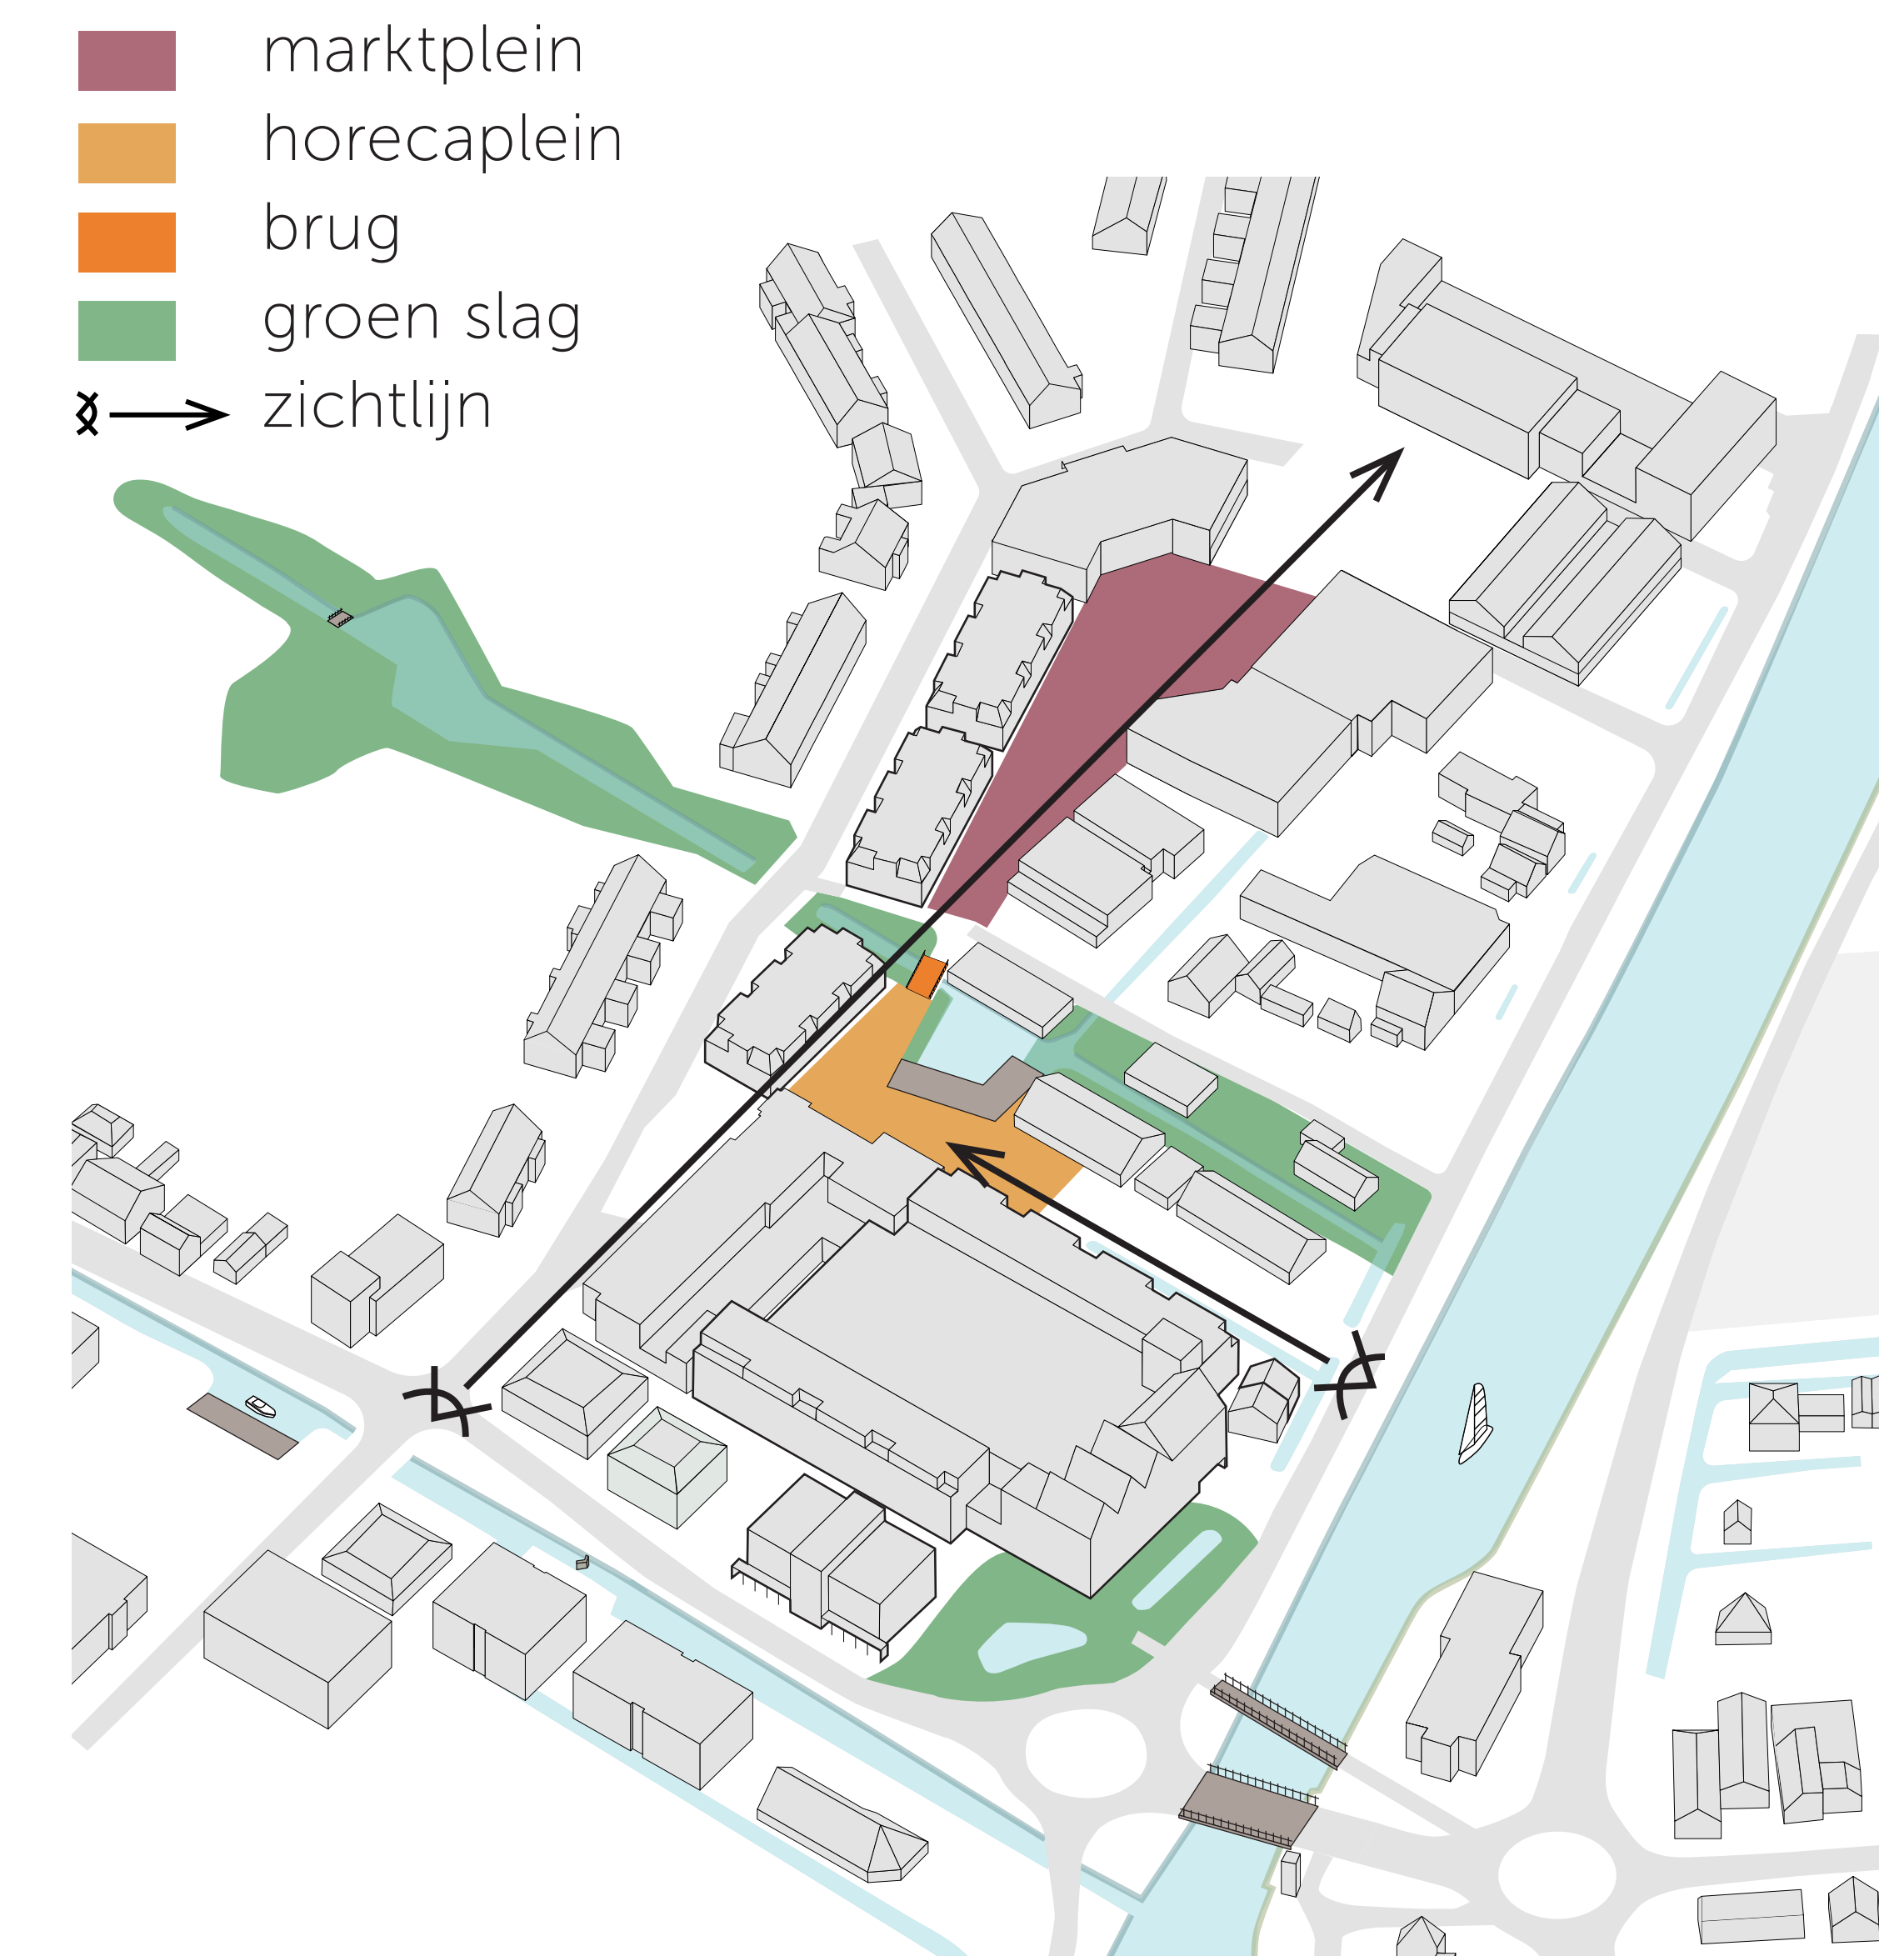 marktplein
horecaplein
brug
groen slag
zichtlijn